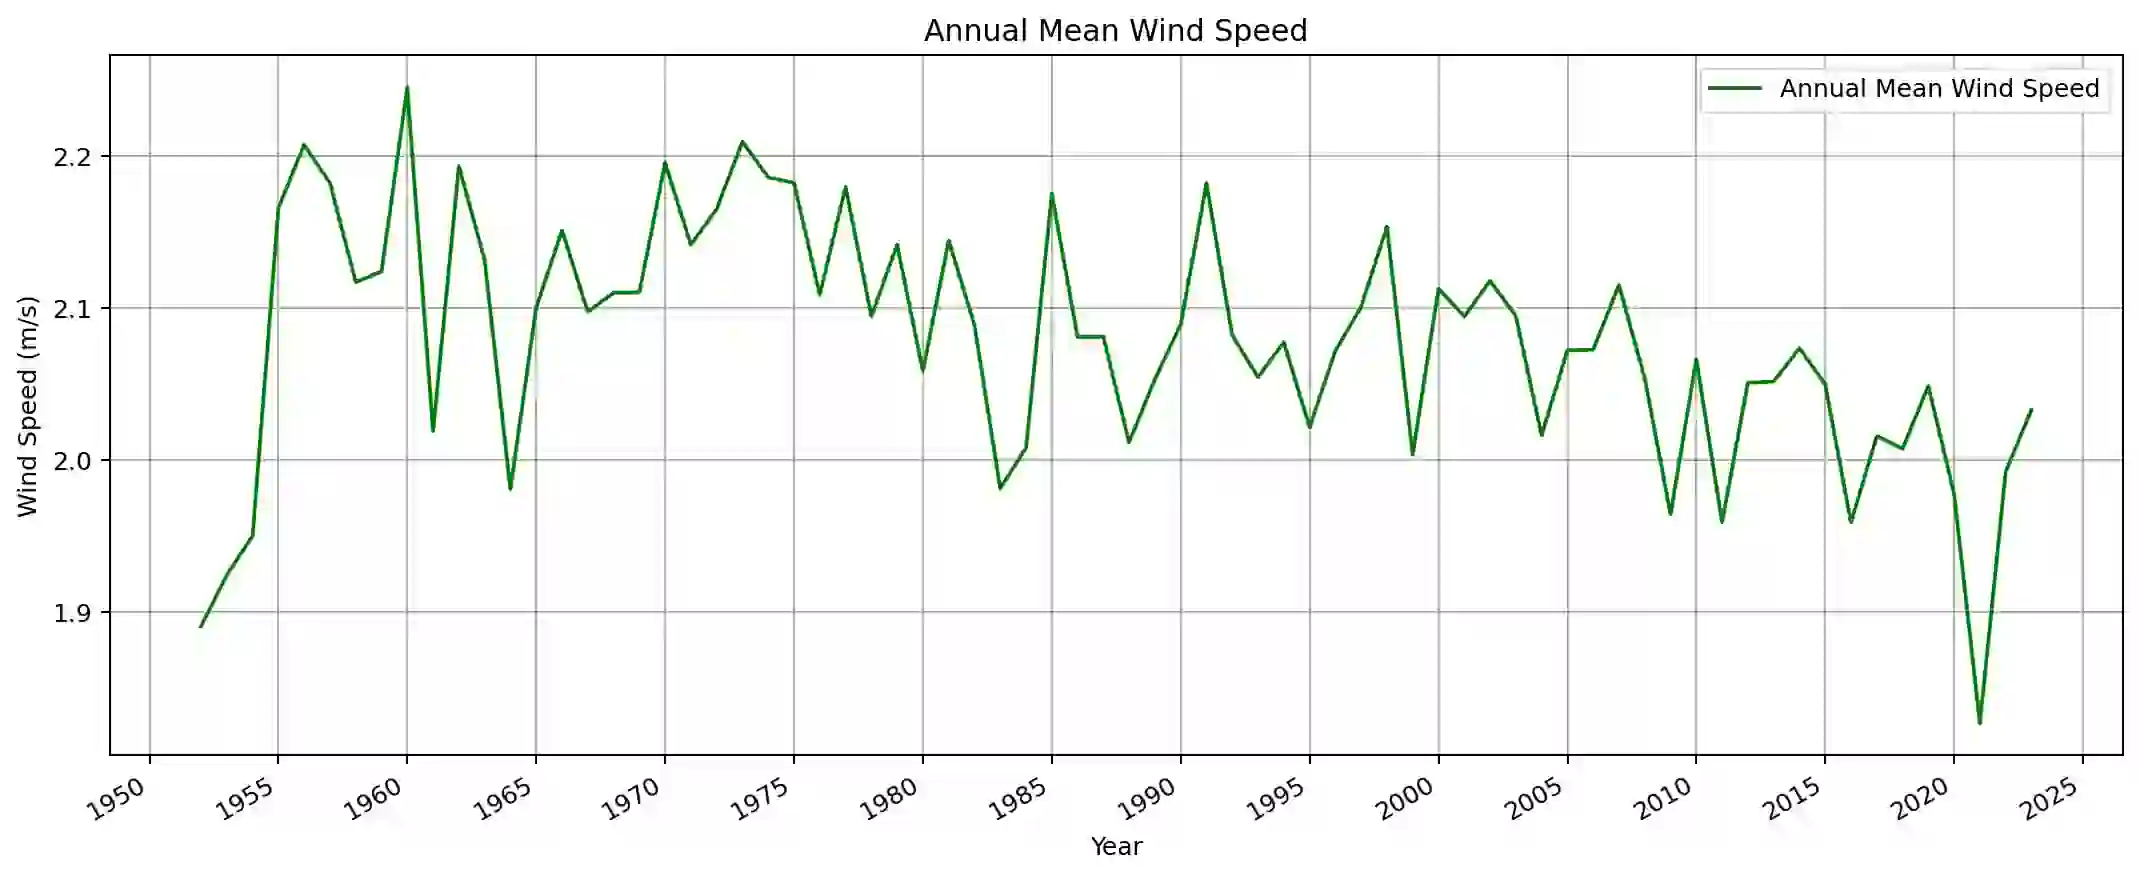 Annual Mean Wind Speed
Annual Mean Wind Speed
Wind Speed (m/s)
2.2
2.1
2.0
1.9
1950 1955 1960 1965 1970 1975 1980 1985 1990 1995 2000 2005 2010 2015 2020 2025
Year